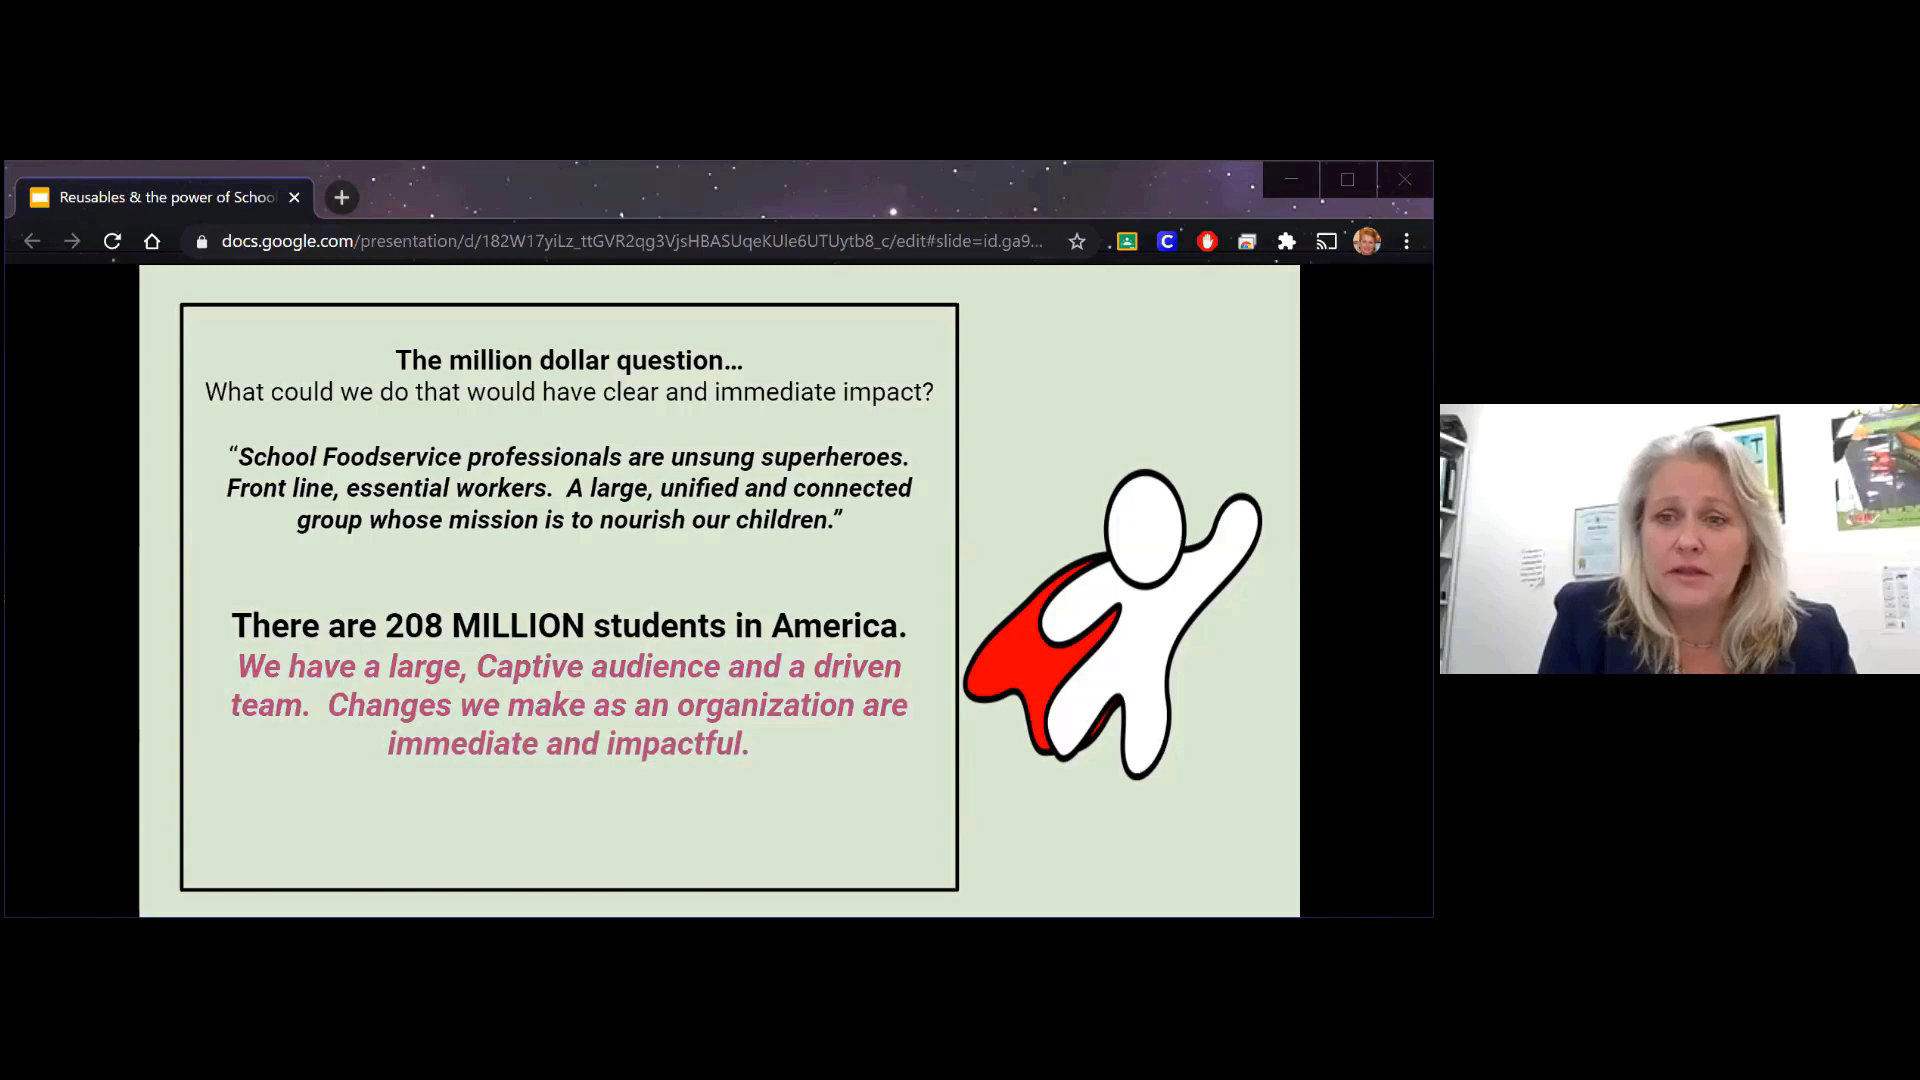 Reusables & the power of School
docs.google.com/presentation/d/182W17yiLz_ttGVR2qg3VjsHBASUqeKUle6UTUytb8_c/edit#slide=id.ga9...
The million dollar question...
What could we do that would have clear and immediate impact?
“School Foodservice professionals are unsung superheroes.
Front line, essential workers. A large, unified and connected
group whose mission is to nourish our children.”
There are 208 MILLION students in America.
We have a large, Captive audience and a driven
team. Changes we make as an organization are
immediate and impactful.